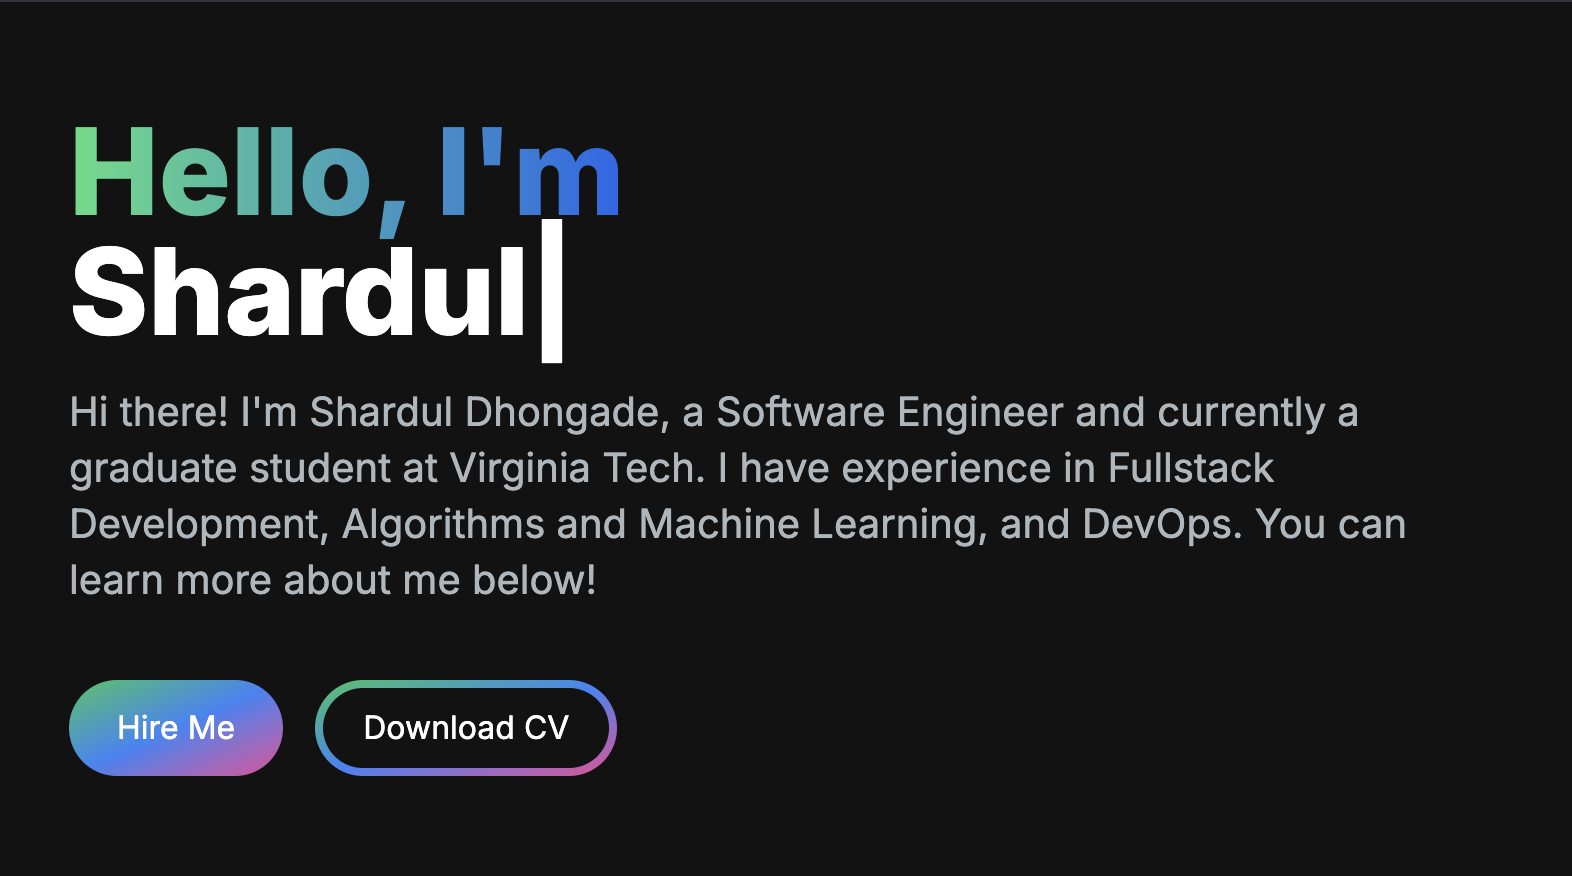 Hello, I'm
Shardul
Hi there! I'm Shardul Dhongade, a Software Engineer and currently a
graduate student at Virginia Tech. I have experience in Fullstack
Development, Algorithms and Machine Learning, and DevOps. You can
learn more about me below!
Hire Me
Download CV